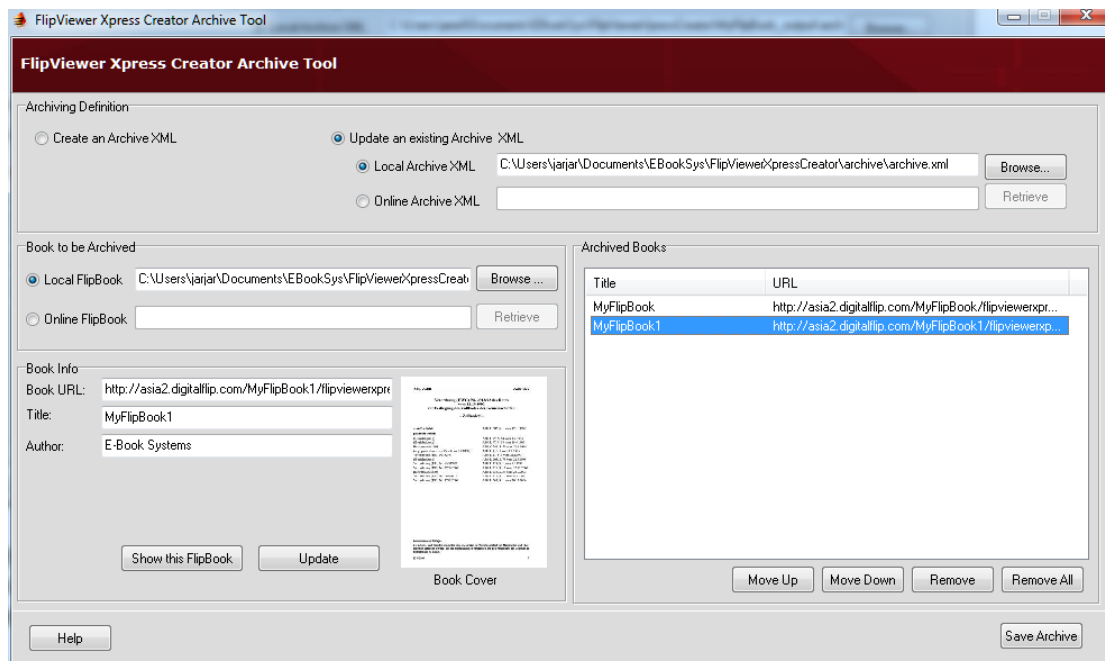 FlipViewer Xpress Creator Archive Tool
FlipViewer Xpress Creator Archive Tool
Archiving Definition
Create an Archive XML
Update an existing Archive XML
Local Archive XML
C:\Users\jarjar\Documents\EBookSys\FlipViewerXpressCreator\archive\archive.xml
Browse...
Online Archive XML
Retrieve
Book to be Archived
Local FlipBook
C:\Users\jarjar\Documents\EBookSys\FlipViewerXpressCreat
Browse ...
Online FlipBook
Retrieve
Book Info
Book URL:
http://asia2.digitalflip.com/MyFlipBook1/flipviewerxpre
Title:
MyFlipBook1
Author:
E-Book Systems
Show this FlipBook
Update
Book Cover
Archived Books
Title
URL
MyFlipBook
http://asia2.digitalflip.com/MyFlipBook/flipviewerxpr...
MyFlipBook1
http://asia2.digitalflip.com/MyFlipBook1/flipviewerxp...
Move Up
Move Down
Remove
Remove All
Help
Save Archive